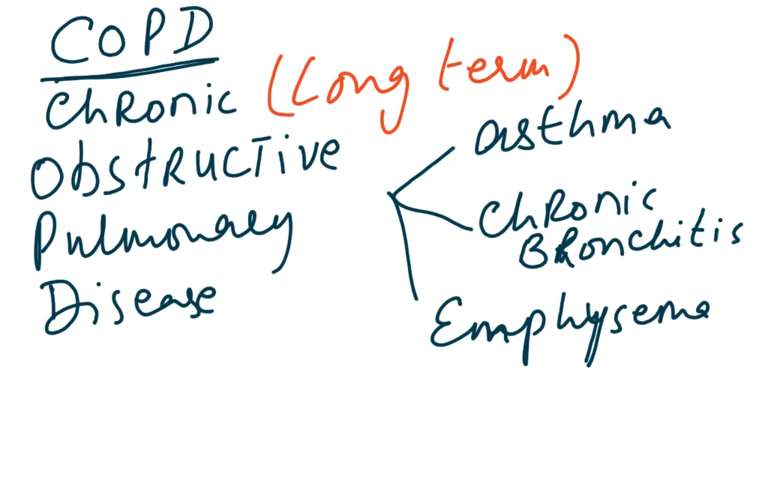 COPD
Chronic (Long term)
Obstructive
Pulmonary
Disease
asthma
Chronic
Bronchitis
Emphysema